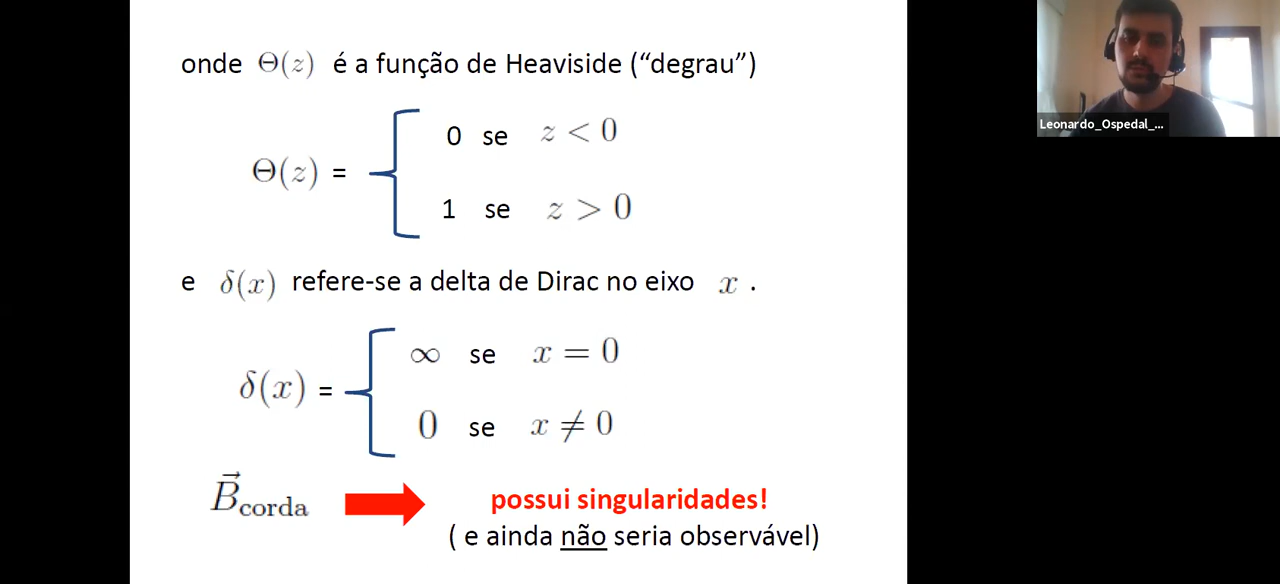 onde Θ(z) é a função de Heaviside (“degrau”)
0 se z < 0
Θ(z) =
1 se z > 0
e δ(x) refere-se a delta de Dirac no eixo x .
∞ se x = 0
δ(x) =
0 se x ≠ 0
B⃗corda possui singularidades!
( e ainda não seria observável)
Leonardo_Ospedal_...